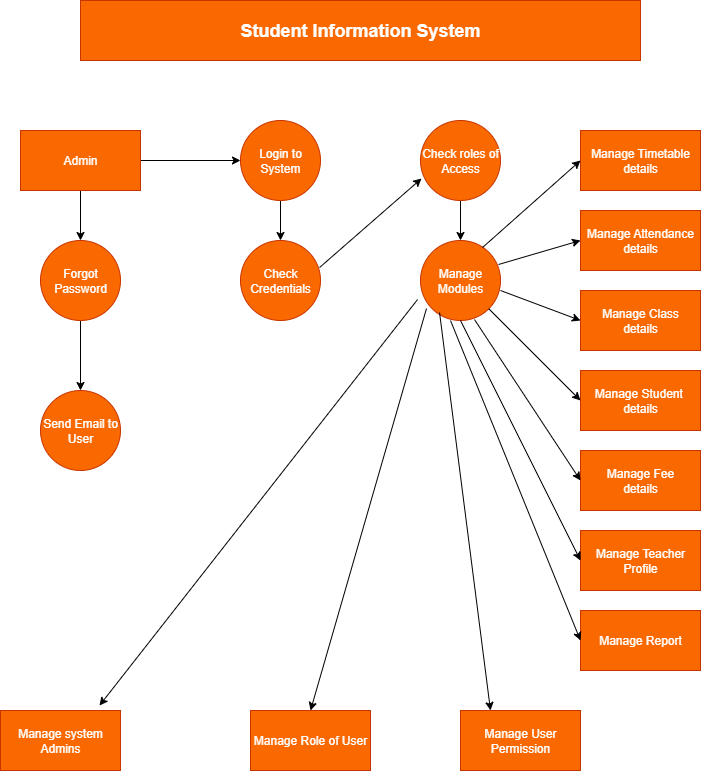 Student Information System
Admin
Login to
System
Check roles of
Access
Manage Timetable
details
Manage Attendance
details
Forgot
Password
Check
Credentials
Manage
Modules
Manage Class
details
Manage Student
details
Send Email to
User
Manage Fee
details
Manage Teacher
Profile
Manage Report
Manage system
Admins
Manage Role of User
Manage User
Permission